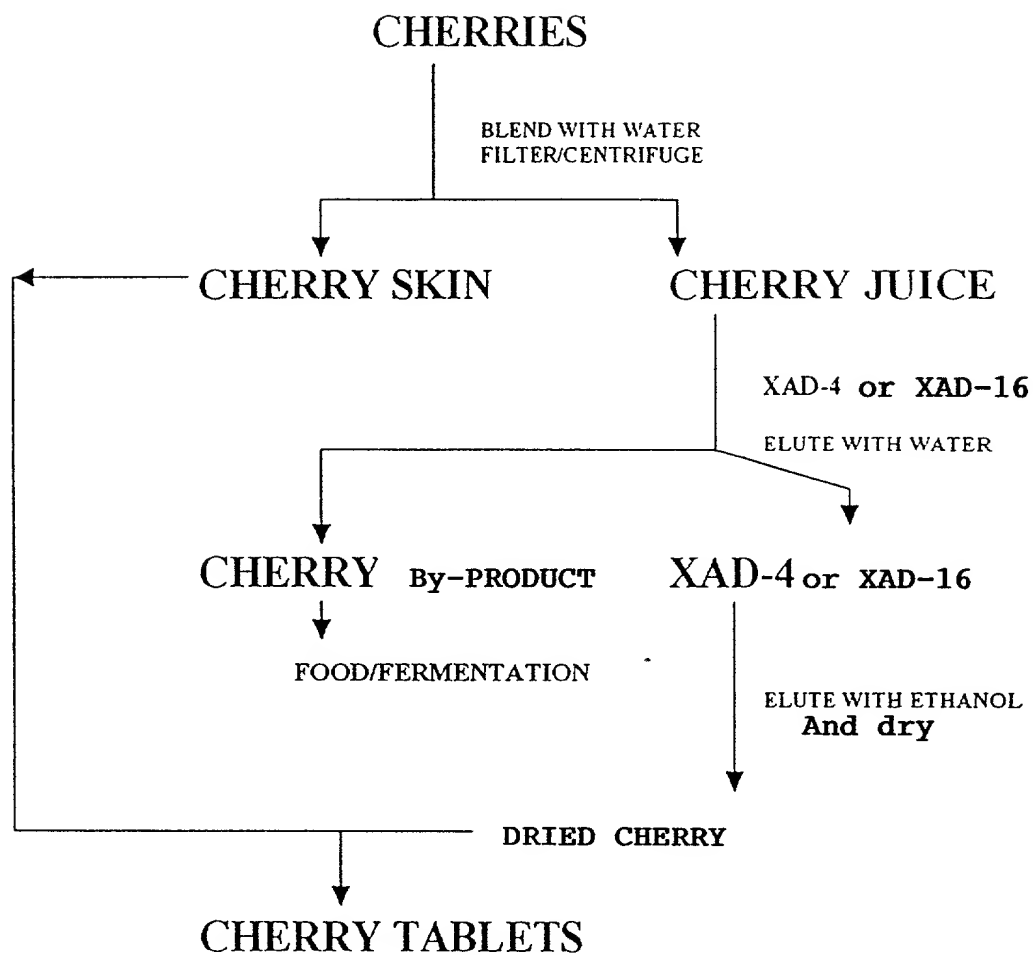 CHERRIES
BLEND WITH WATER
FILTER/CENTRIFUGE
CHERRY SKIN
CHERRY JUICE
XAD-4 or XAD-16
ELUTE WITH WATER
CHERRY By-PRODUCT
XAD-4 or XAD-16
FOOD/FERMENTATION
ELUTE WITH ETHANOL
And dry
DRIED CHERRY
CHERRY TABLETS